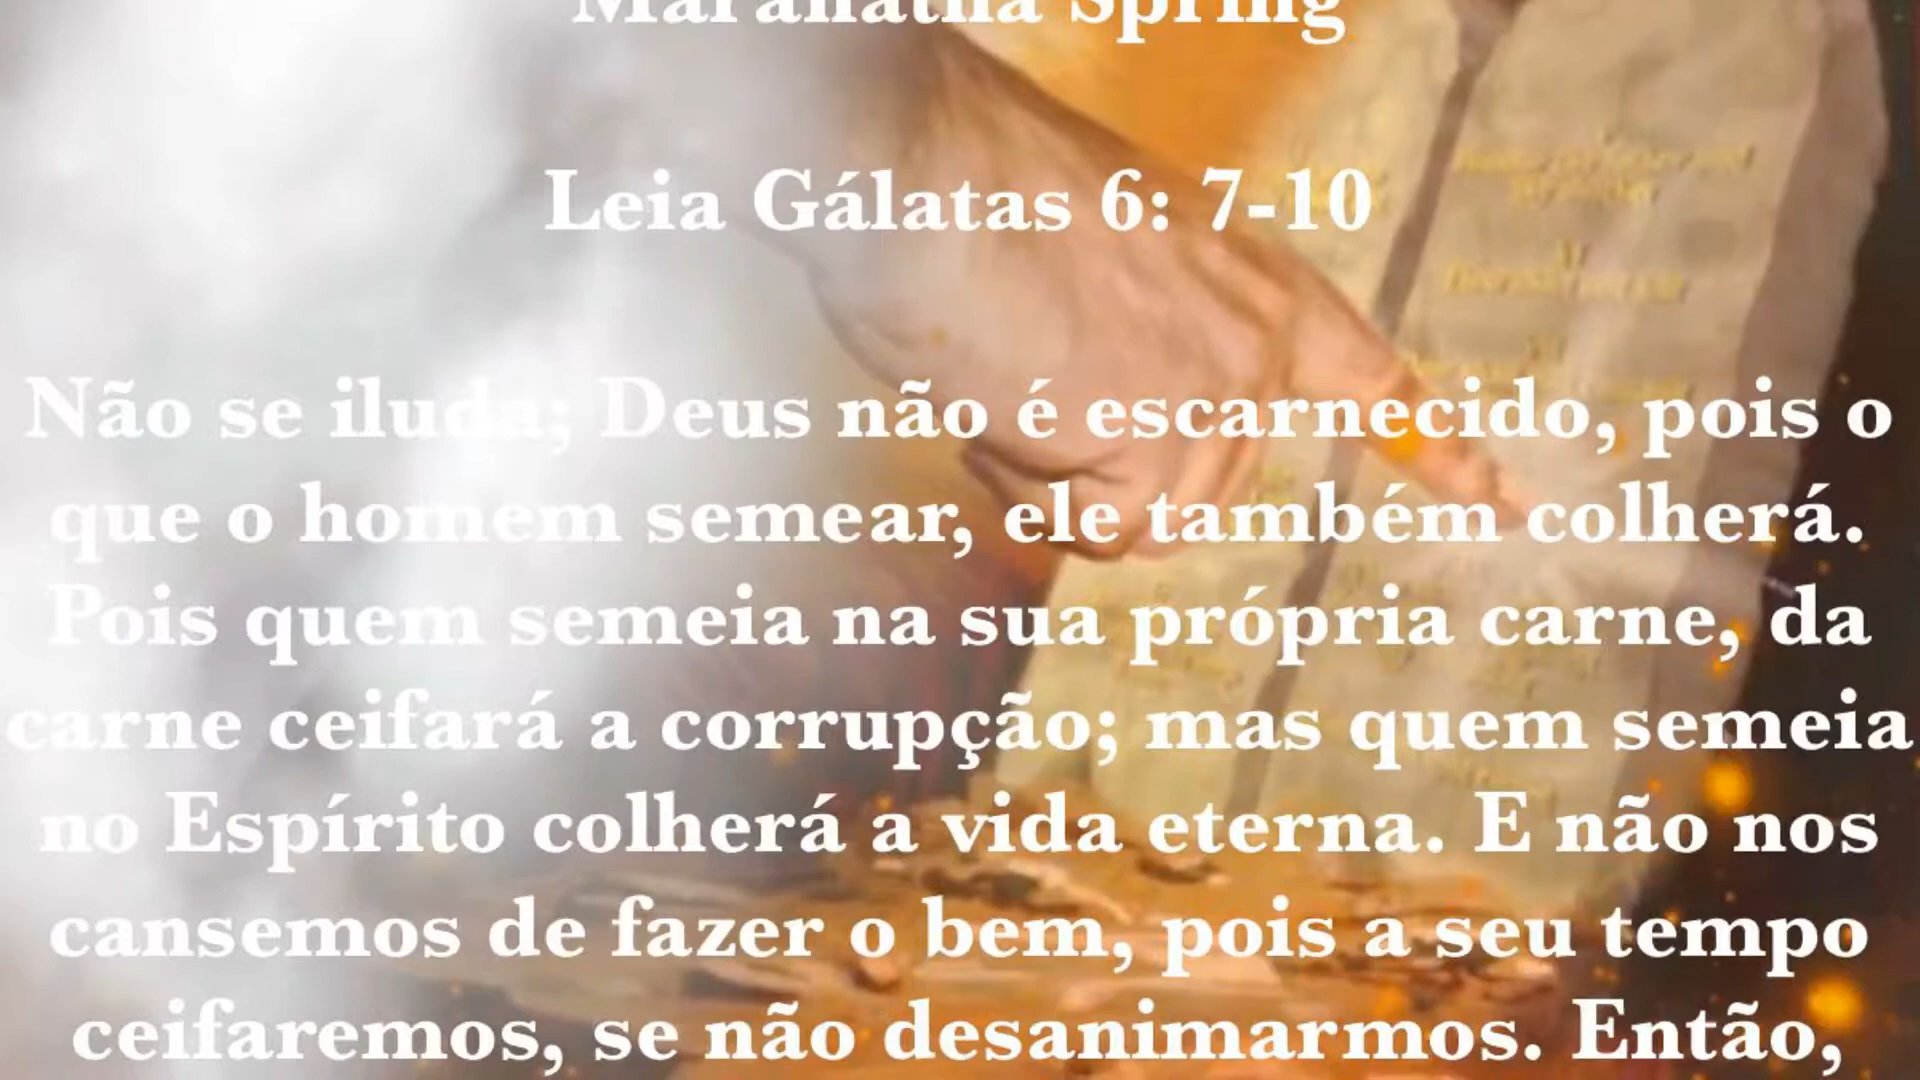 Maranatha Spring
Leia Gálatas 6: 7-10
Não se iluda; Deus não é escarnecido, pois o
que o homem semear, ele também colherá.
Pois quem semeia na sua própria carne, da
carne ceifará a corrupção; mas quem semeia
no Espírito colherá a vida eterna. E não nos
cansemos de fazer o bem, pois a seu tempo
ceifaremos, se não desanimarmos. Então,